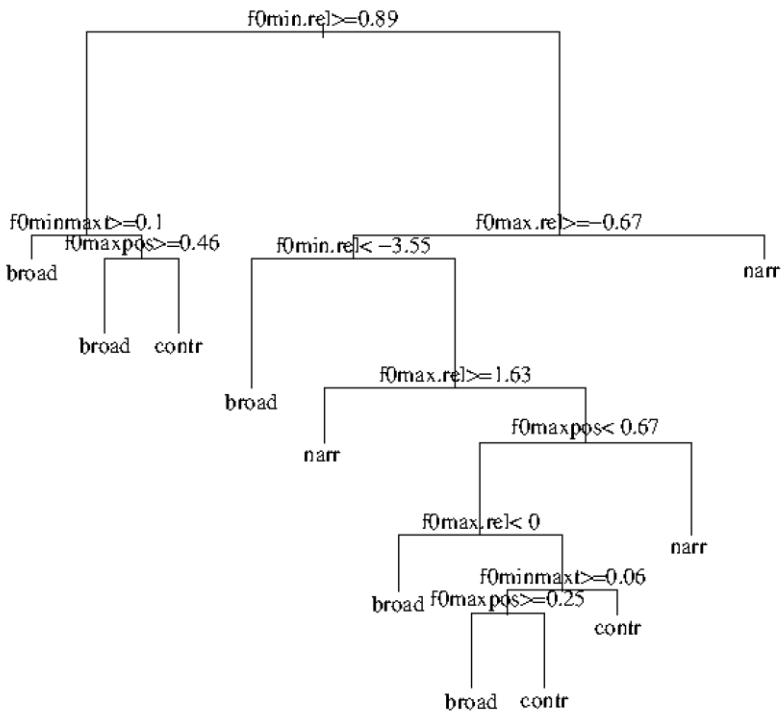 f0min.rel>=0.89
f0minmaxt>=0.1
f0max.rel>=−0.67
f0maxpos>=0.46
f0min.rel< −3.55
broad
narr
broad
contr
f0max.rel>=1.63
broad
f0maxpos< 0.67
narr
f0max.rel< 0
narr
f0minmaxt>=0.06
broad
f0maxpos>=0.25
contr
broad
contr